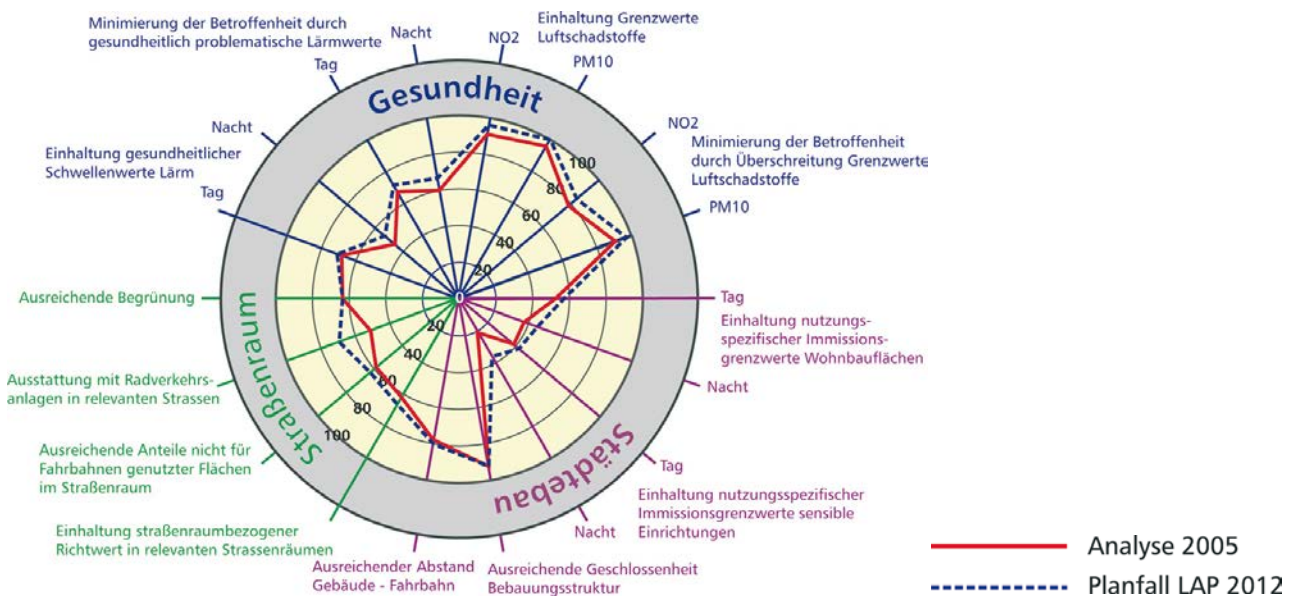 Minimierung der Betroffenheit durch
gesundheitlich problematische Lärmwerte
Tag
Nacht
NO2
Einhaltung Grenzwerte
Luftschadstoffe
PM10
NO2
Minimierung der Betroffenheit
durch Überschreitung Grenzwerte
Luftschadstoffe
PM10
Nacht
Einhaltung gesundheitlicher
Schwellenwerte Lärm
Tag
Gesundheit
100
80
60
40
20
0
20
40
60
80
100
Ausreichende Begrünung
Ausstattung mit Radverkehrs-
anlagen in relevanten Strassen
Ausreichende Anteile nicht für
Fahrbahnen genutzter Flächen
im Straßenraum
Einhaltung straßenraumbezogener
Richtwert in relevanten Strassenräumen
Straßenraum
Tag
Einhaltung nutzungs-
spezifischer Immissions-
grenzwerte Wohnbauflächen
Nacht
Städtebau
Tag
Einhaltung nutzungsspezifischer
Immissionsgrenzwerte sensible
Einrichtungen
Nacht
Ausreichender Abstand
Gebäude - Fahrbahn
Ausreichende Geschlossenheit
Bebauungsstruktur
Analyse 2005
Planfall LAP 2012